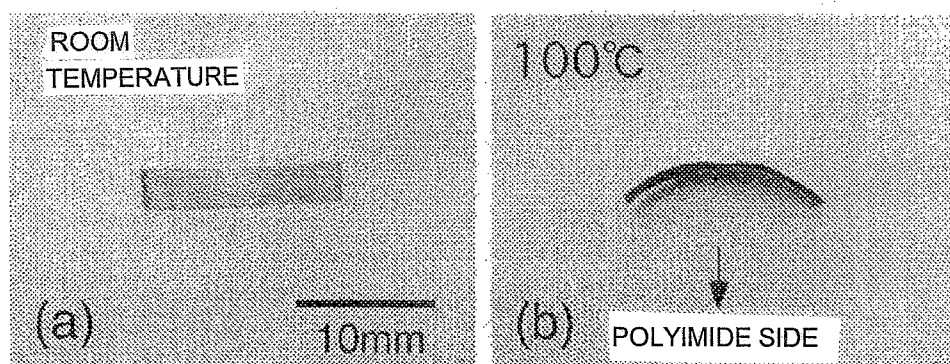 ROOM
TEMPERATURE
(a)
10mm
100℃
(b)
POLYIMIDE SIDE